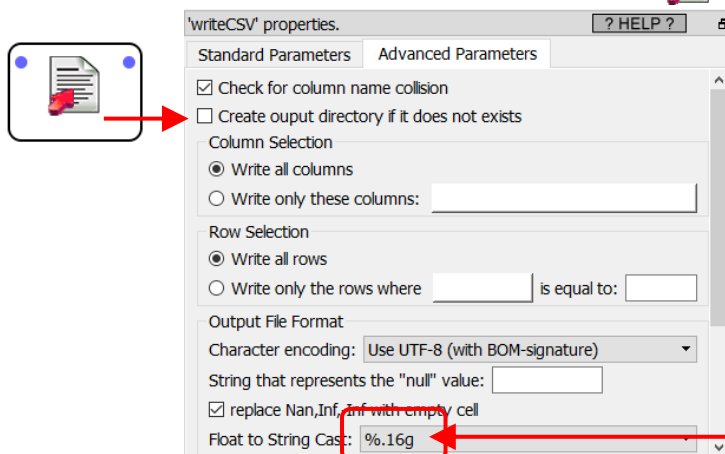 'writeCSV' properties.
? HELP ?
Standard Parameters Advanced Parameters
Check for column name collision
Create ouput directory if it does not exists
Column Selection
Write all columns
Write only these columns:
Row Selection
Write all rows
Write only the rows where is equal to:
Output File Format
Character encoding: Use UTF-8 (with BOM-signature)
String that represents the "null" value:
replace Nan,Inf,-Inf with empty cell
Float to String Cast: %.16g